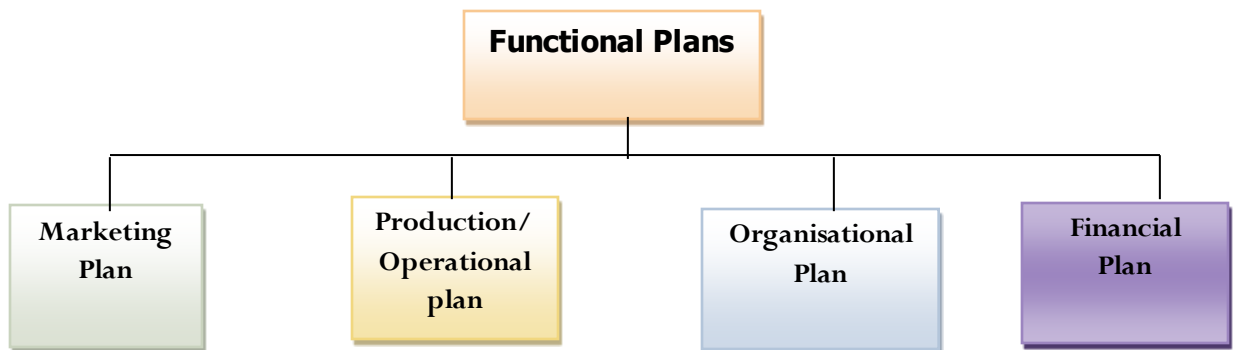 Functional Plans
Marketing
Plan
Production/
Operational
plan
Organisational
Plan
Financial
Plan